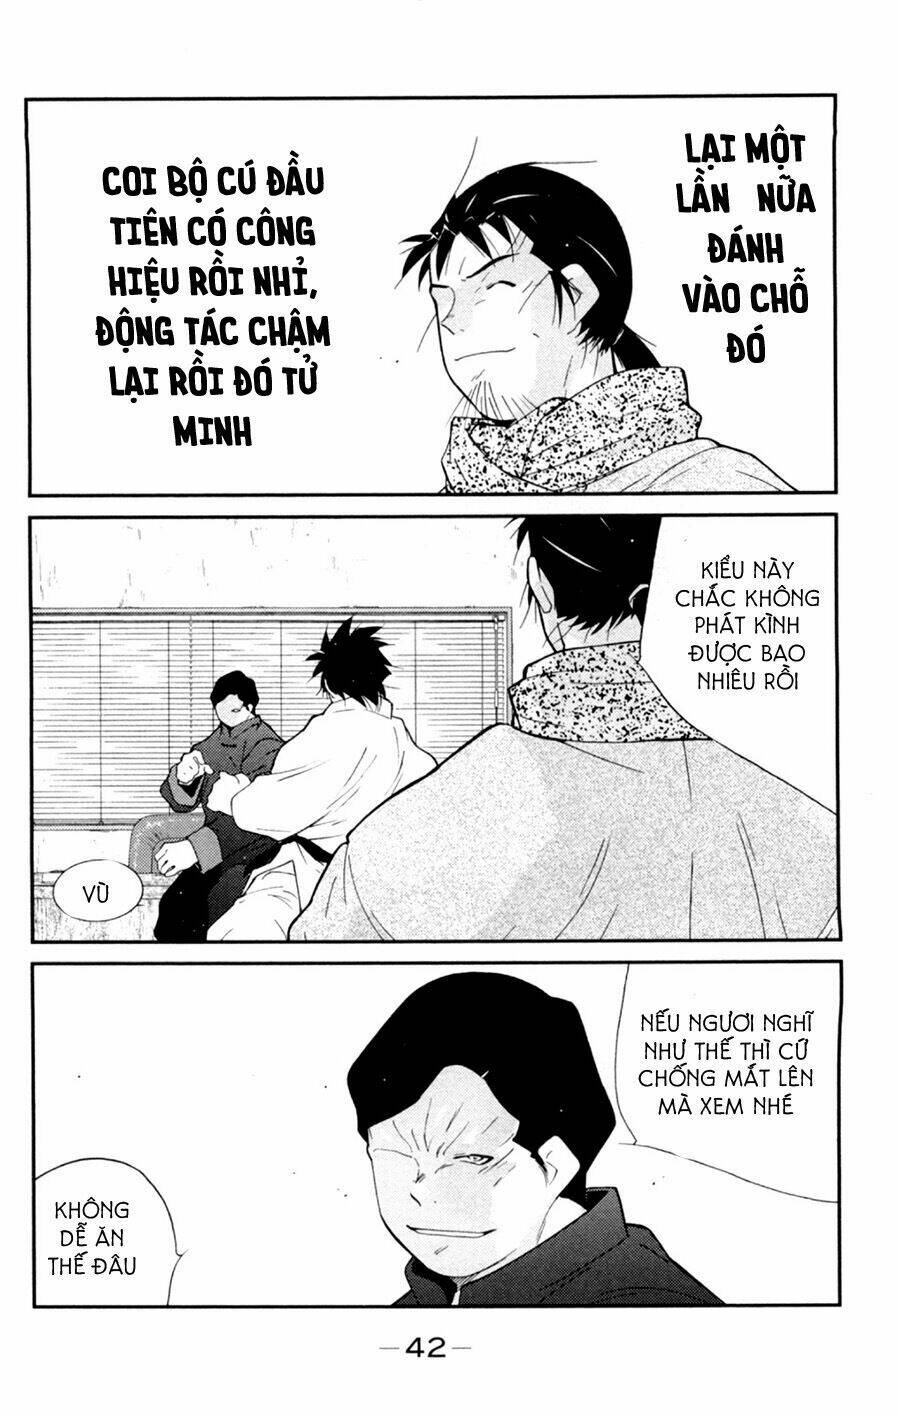 LẠI MỘT
LẦN NỮA
ĐÁNH
VÀO CHỖ
ĐÓ
COI BỘ CÚ ĐẦU
TIÊN CÓ CÔNG
HIỆU RỒI NHỈ,
ĐỘNG TÁC CHẬM
LẠI RỒI ĐÓ TỬ
MINH
KIỂU NÀY
CHẮC KHÔNG
PHÁT KÌNH
ĐƯỢC BAO
NHIÊU RỒI
VÙ
NẾU NGƯƠI NGHĨ
NHƯ THẾ THÌ CỨ
CHỐNG MẮT LÊN
MÀ XEM NHÉ
KHÔNG
DỄ ĂN
THẾ ĐÂU
—42—